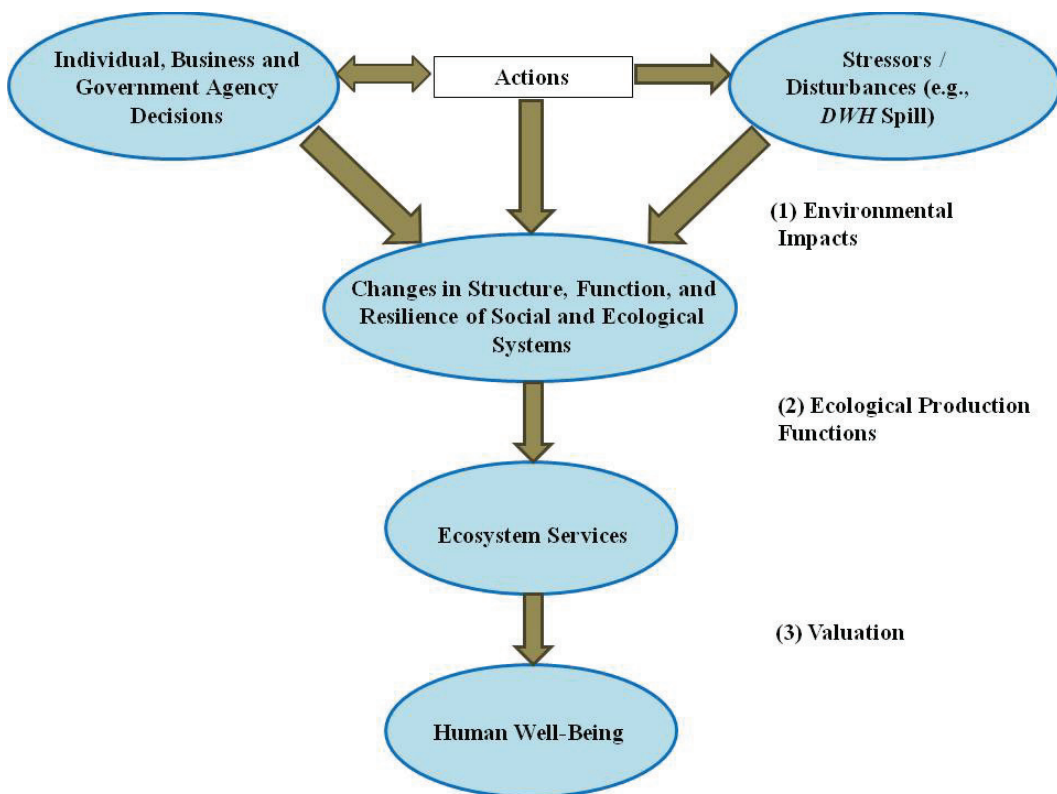 Individual, Business and
Government Agency
Decisions
Actions
Stressors /
Disturbances (e.g.,
DWH Spill)
(1) Environmental
Impacts
Changes in Structure, Function, and
Resilience of Social and Ecological
Systems
(2) Ecological Production
Functions
Ecosystem Services
(3) Valuation
Human Well-Being